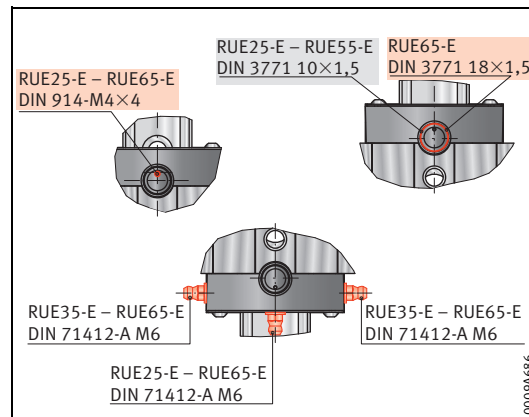 RUE25-E – RUE65-E
DIN 914-M4×4
RUE25-E – RUE55-E
DIN 3771 10×1,5
RUE65-E
DIN 3771 18×1,5
RUE35-E – RUE65-E
DIN 71412-A M6
RUE25-E – RUE65-E
DIN 71412-A M6
RUE35-E – RUE65-E
DIN 71412-A M6